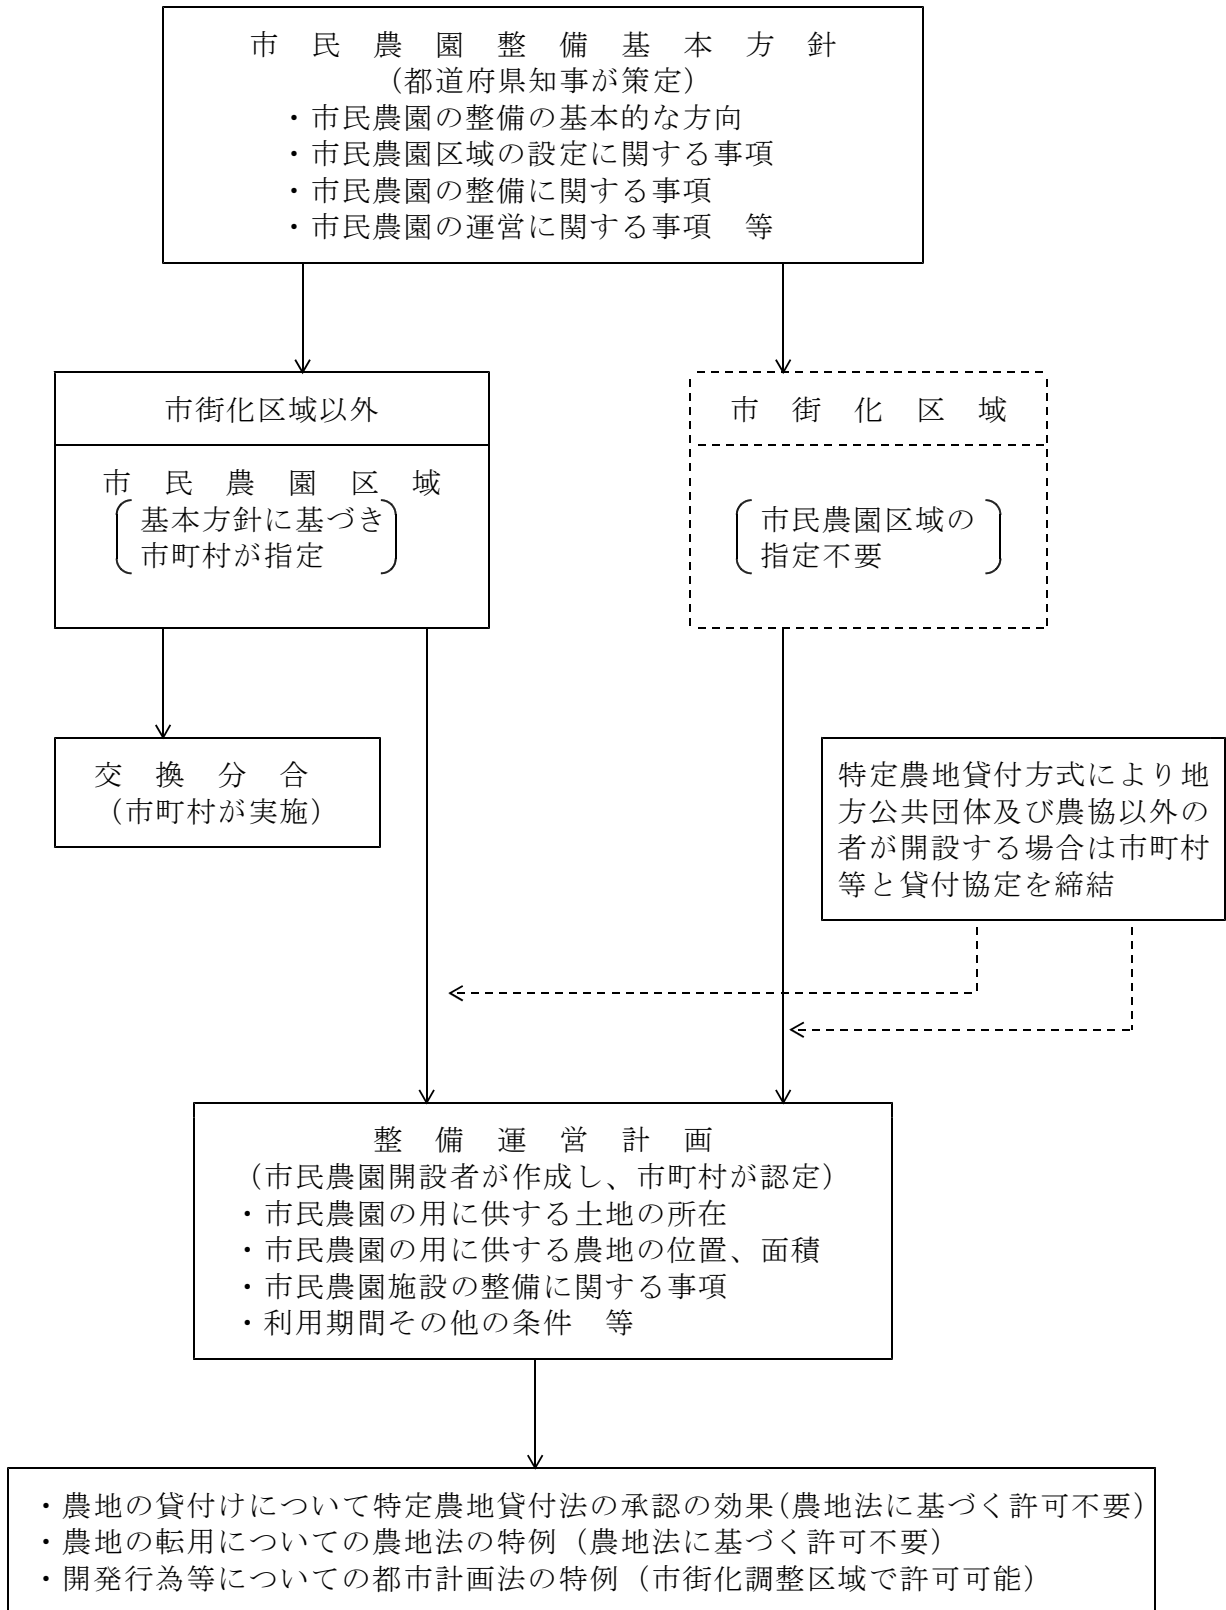 市　民　農　園　整　備　基　本　方　針
（都道府県知事が策定）
・市民農園の整備の基本的な方向
・市民農園区域の設定に関する事項
・市民農園の整備に関する事項
・市民農園の運営に関する事項　等
市街化区域以外
市　民　農　園　区　域
基本方針に基づき
市町村が指定
市　街　化　区　域
市民農園区域の
指定不要
交　換　分　合
（市町村が実施）
特定農地貸付方式により地
方公共団体及び農協以外の
者が開設する場合は市町村
等と貸付協定を締結
整　備　運　営　計　画
（市民農園開設者が作成し、市町村が認定）
・市民農園の用に供する土地の所在
・市民農園の用に供する農地の位置、面積
・市民農園施設の整備に関する事項
・利用期間その他の条件　等
・農地の貸付けについて特定農地貸付法の承認の効果（農地法に基づく許可不要）
・農地の転用についての農地法の特例（農地法に基づく許可不要）
・開発行為等についての都市計画法の特例（市街化調整区域で許可可能）